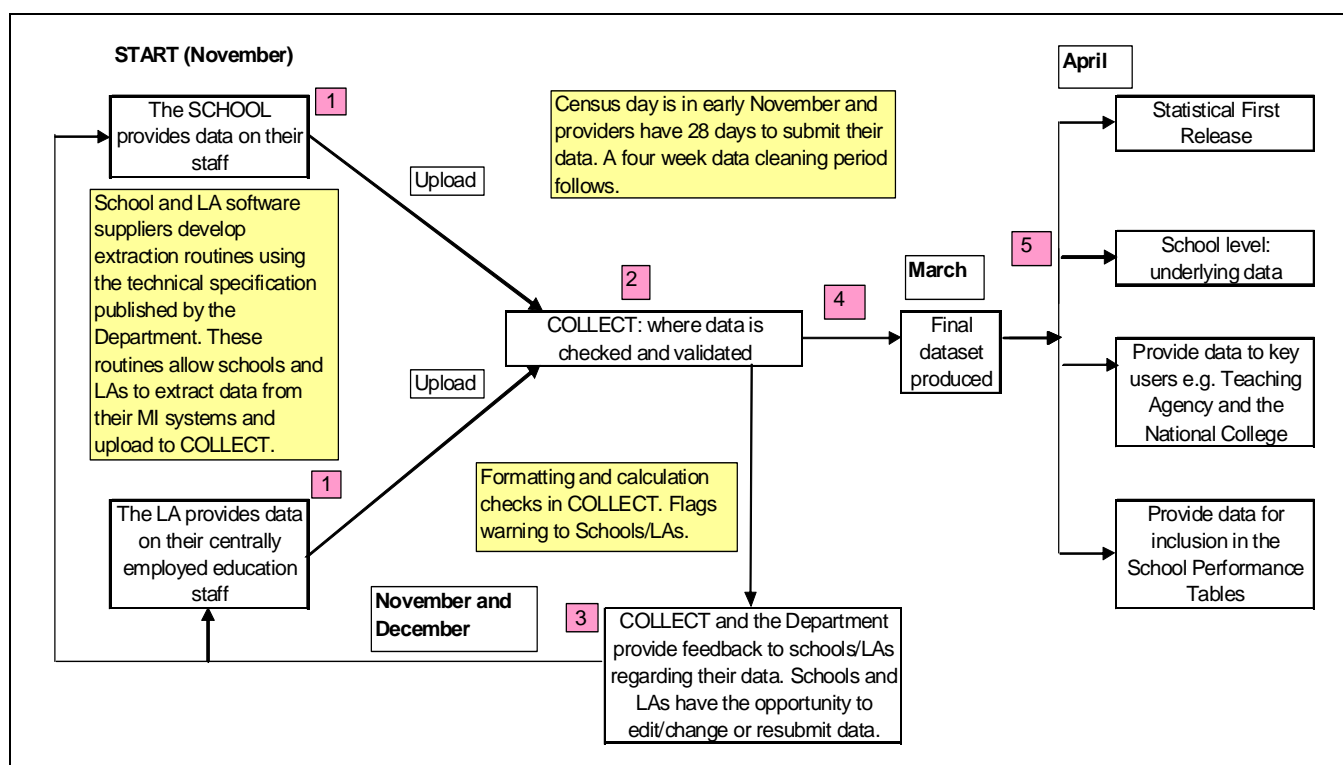 START (November)
1
The SCHOOL
provides data on their
staff
School and LA software
suppliers develop
extraction routines using
the technical specification
published by the
Department. These
routines allow schools and
LAs to extract data from
their MI systems and
upload to COLLECT.
1
The LA provides data
on their centrally
employed education
staff
Upload
Upload
Census day is in early November and
providers have 28 days to submit their
data. A four week data cleaning period
follows.
2
COLLECT: where data is
checked and validated
Formatting and calculation
checks in COLLECT. Flags
warning to Schools/LAs.
November and
December
3
COLLECT and the Department
provide feedback to schools/LAs
regarding their data. Schools and
LAs have the opportunity to
edit/change or resubmit data.
4
March
Final
dataset
produced
5
April
Statistical First
Release
School level:
underlying data
Provide data to key
users e.g. Teaching
Agency and the
National College
Provide data for
inclusion in the
School Performance
Tables